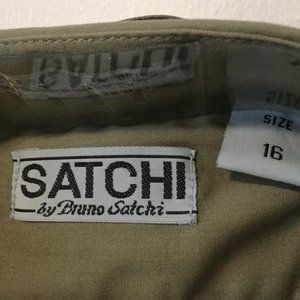 SIZE
16
SATCHI
by Bruno Satchi